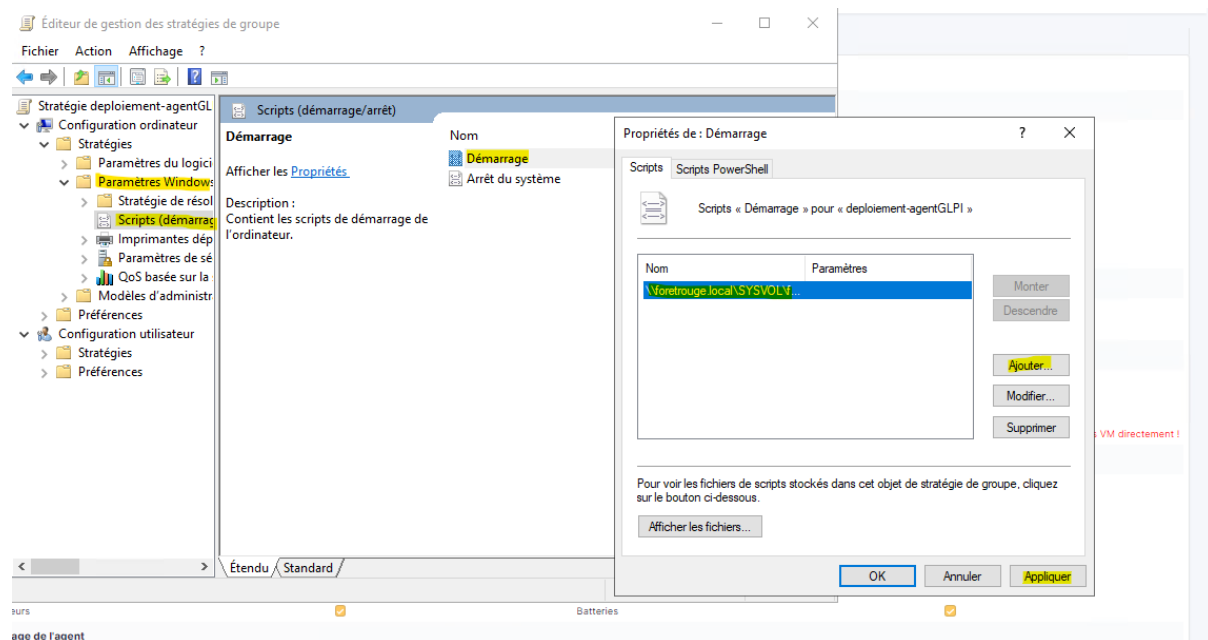 Éditeur de gestion des stratégies de groupe
Fichier Action Affichage ?
Stratégie deploiement-agentGL
Configuration ordinateur
Stratégies
Paramètres du logici
Paramètres Windows
Stratégie de résol
Scripts (démarrag
Imprimantes dép
Paramètres de sé
QoS basée sur la
Modèles d'administr
Préférences
Configuration utilisateur
Stratégies
Préférences
Scripts (démarrage/arrêt)
Démarrage
Afficher les Propriétés
Description :
Contient les scripts de démarrage de
l'ordinateur.
Nom
Démarrage
Arrêt du système
Étendu Standard
Propriétés de : Démarrage
Scripts Scripts PowerShell
Scripts « Démarrage » pour « deploiement-agentGLPI »
Nom Paramètres
\\foretrouge.local\SYSVOL\f...
Monter
Descendre
Ajouter...
Modifier...
Supprimer
Pour voir les fichiers de scripts stockés dans cet objet de stratégie de groupe, cliquez
sur le bouton ci-dessous.
Afficher les fichiers...
OK Annuler Appliquer
s VM directement !
eurs Batteries
age de l'agent